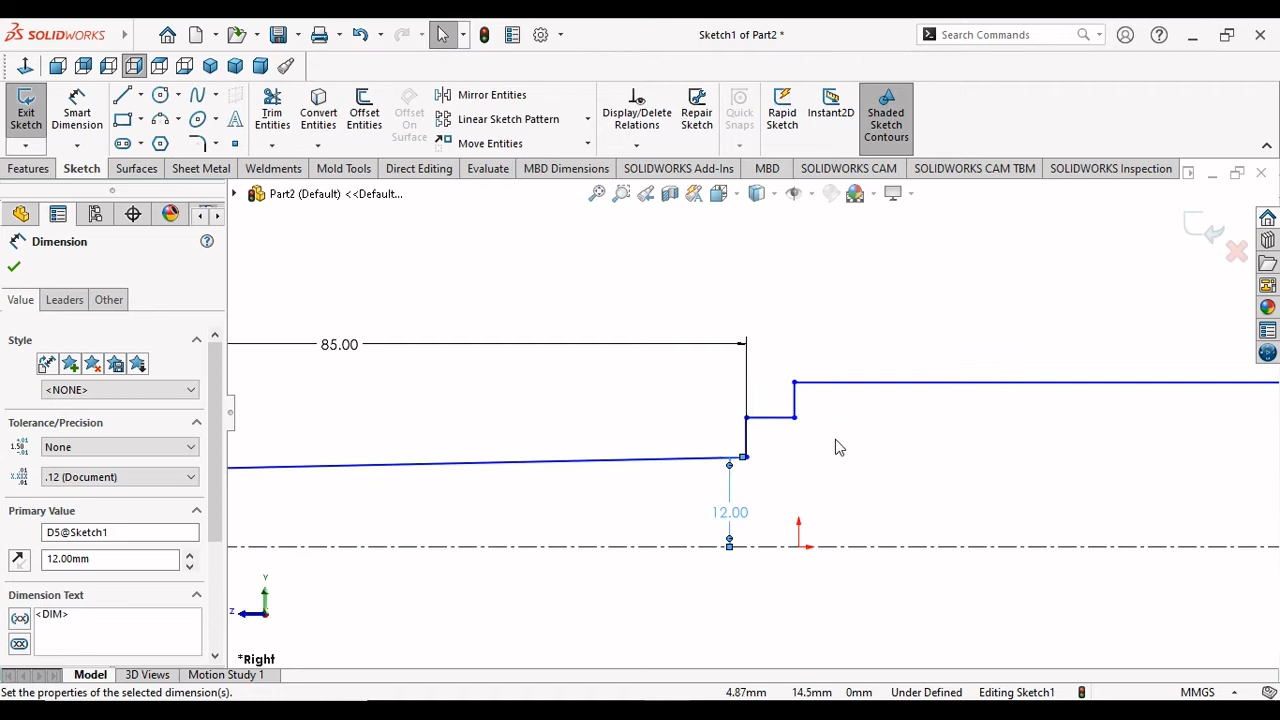 SOLIDWORKS
Sketch1 of Part2 *
Search Commands
Exit Sketch
Smart Dimension
Trim Entities
Convert Entities
Offset Entities
Offset On Surface
Mirror Entities
Linear Sketch Pattern
Move Entities
Display/Delete Relations
Repair Sketch
Quick Snaps
Rapid Sketch
Instant2D
Shaded Sketch Contours
Features
Sketch
Surfaces
Sheet Metal
Weldments
Mold Tools
Direct Editing
Evaluate
MBD Dimensions
SOLIDWORKS Add-Ins
MBD
SOLIDWORKS CAM
SOLIDWORKS CAM TBM
SOLIDWORKS Inspection
Part2 (Default) <<Default...
Dimension
Value
Leaders
Other
Style
<NONE>
Tolerance/Precision
None
.12 (Document)
Primary Value
D5@Sketch1
12.00mm
Dimension Text
<DIM>
85.00
12.00
Y
Z
*Right
Model
3D Views
Motion Study 1
Set the properties of the selected dimension(s).
4.87mm
14.5mm
0mm
Under Defined
Editing Sketch1
MMGS